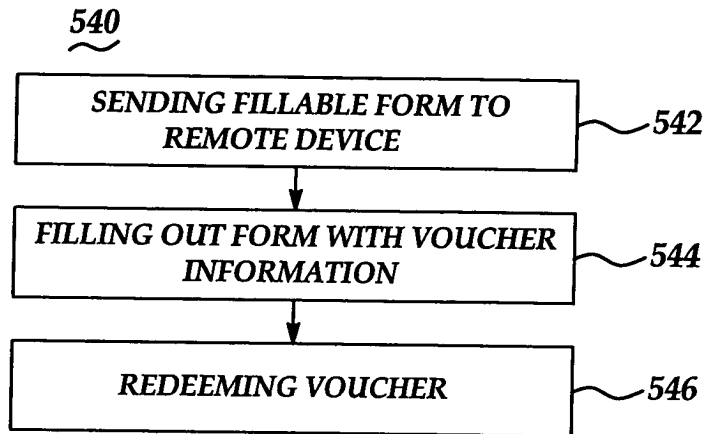 540
SENDING FILLABLE FORM TO
REMOTE DEVICE
542
FILLING OUT FORM WITH VOUCHER
INFORMATION
544
REDEEMING VOUCHER
546